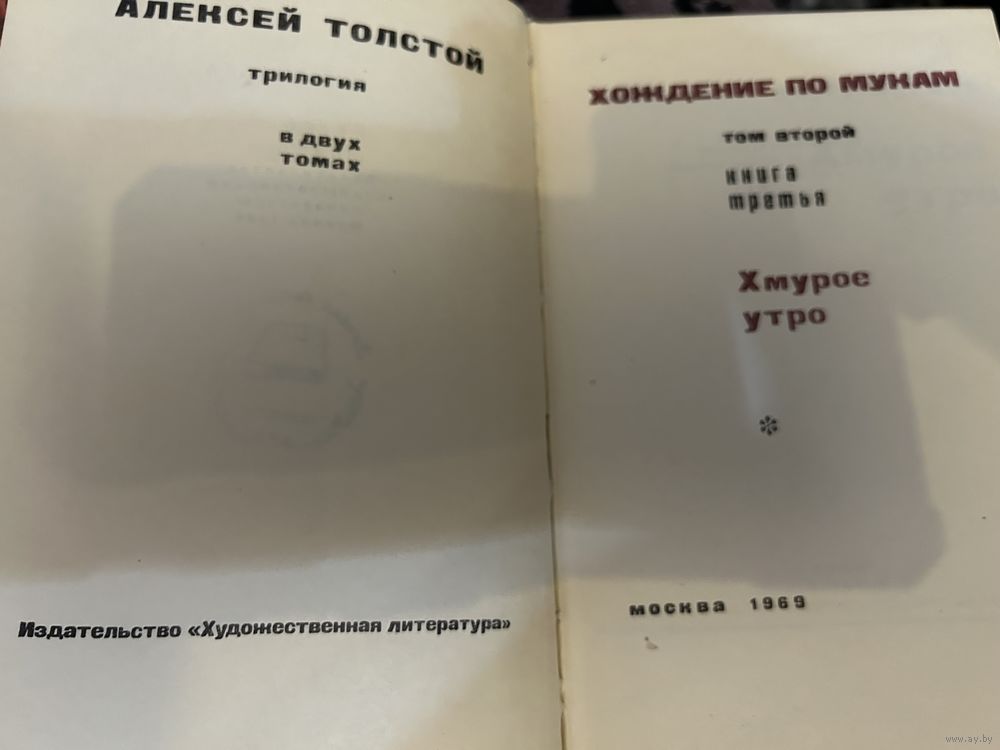 АЛЕКСЕЙ ТОЛСТОЙ
трилогия
в двух
томах
Издательство «Художественная литература»
ХОЖДЕНИЕ ПО МУКАМ
том второй
книга
третья
Хмурое
утро
*
москва 1969
www.ay.by